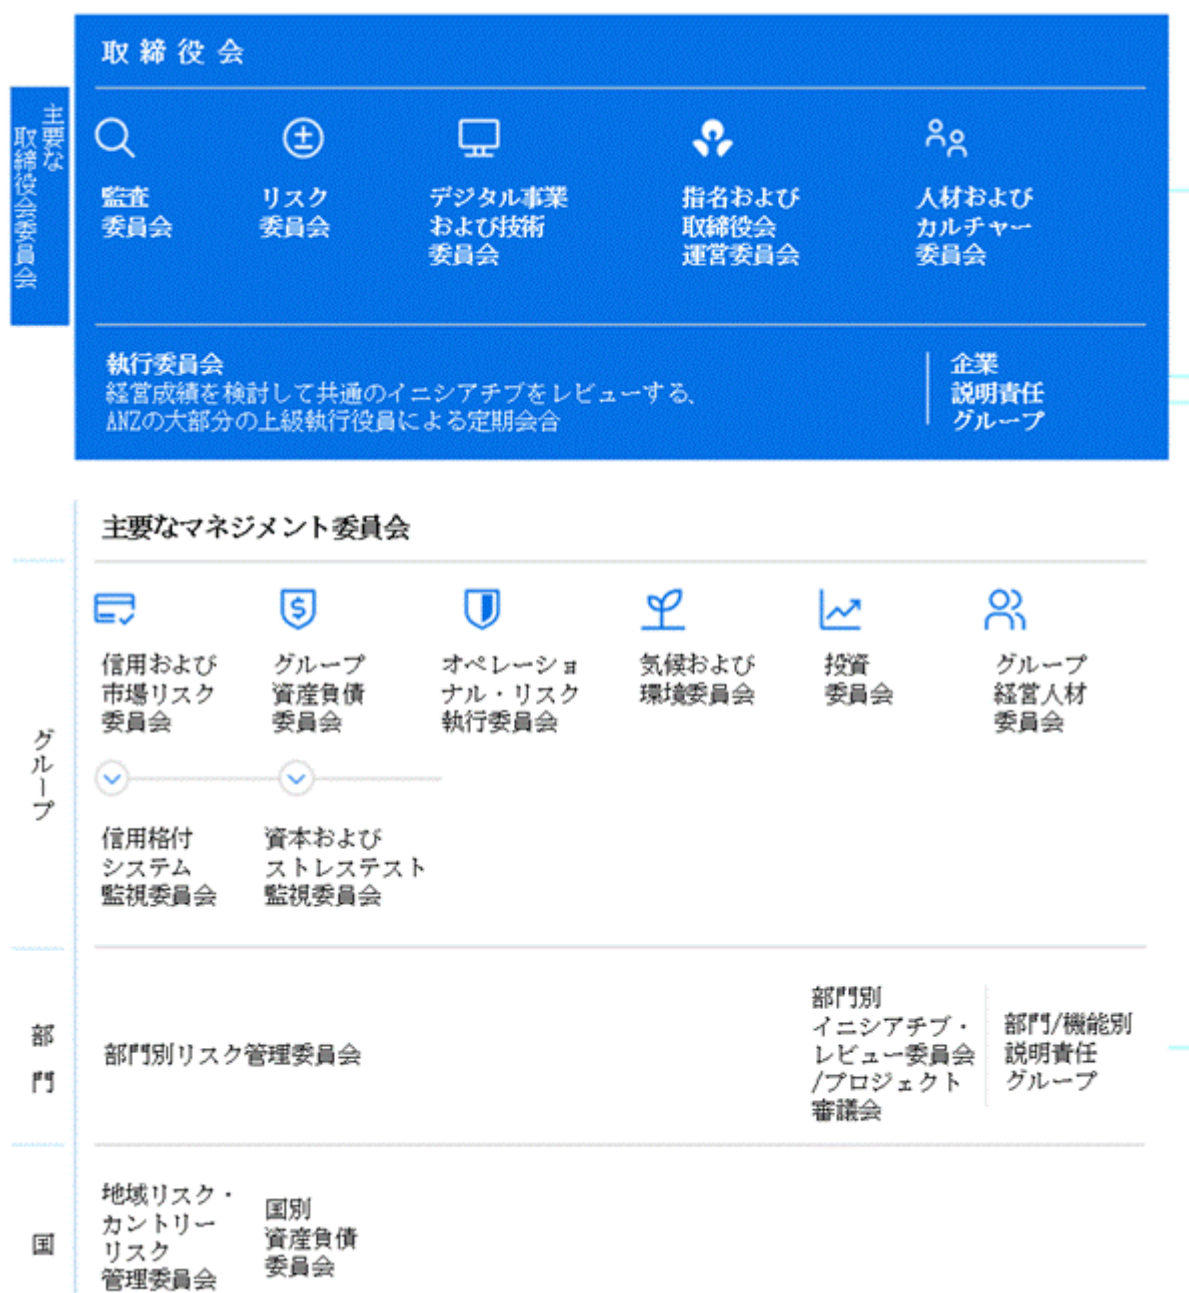 取締役会
主要な
取締役会委員会
監査
委員会
リスク
委員会
デジタル事業
および技術
委員会
指名および
取締役会
運営委員会
人材および
カルチャー
委員会
執行委員会
経営成績を検討して共通のイニシアチブをレビューする、
ANZの大部分の上級執行役員による定期会合
企業
説明責任
グループ
主要なマネジメント委員会
グループ
信用および
市場リスク
委員会
グループ
資産負債
委員会
オペレーショ
ナル・リスク
執行委員会
気候および
環境委員会
投資
委員会
グループ
経営人材
委員会
信用格付
システム
監視委員会
資本および
ストレステスト
監視委員会
部門
部門別リスク管理委員会
部門別
イニシアチブ・
レビュー委員会
/プロジェクト
審議会
部門/機能別
説明責任
グループ
国
地域リスク・
カントリー
リスク
管理委員会
国別
資産負債
委員会